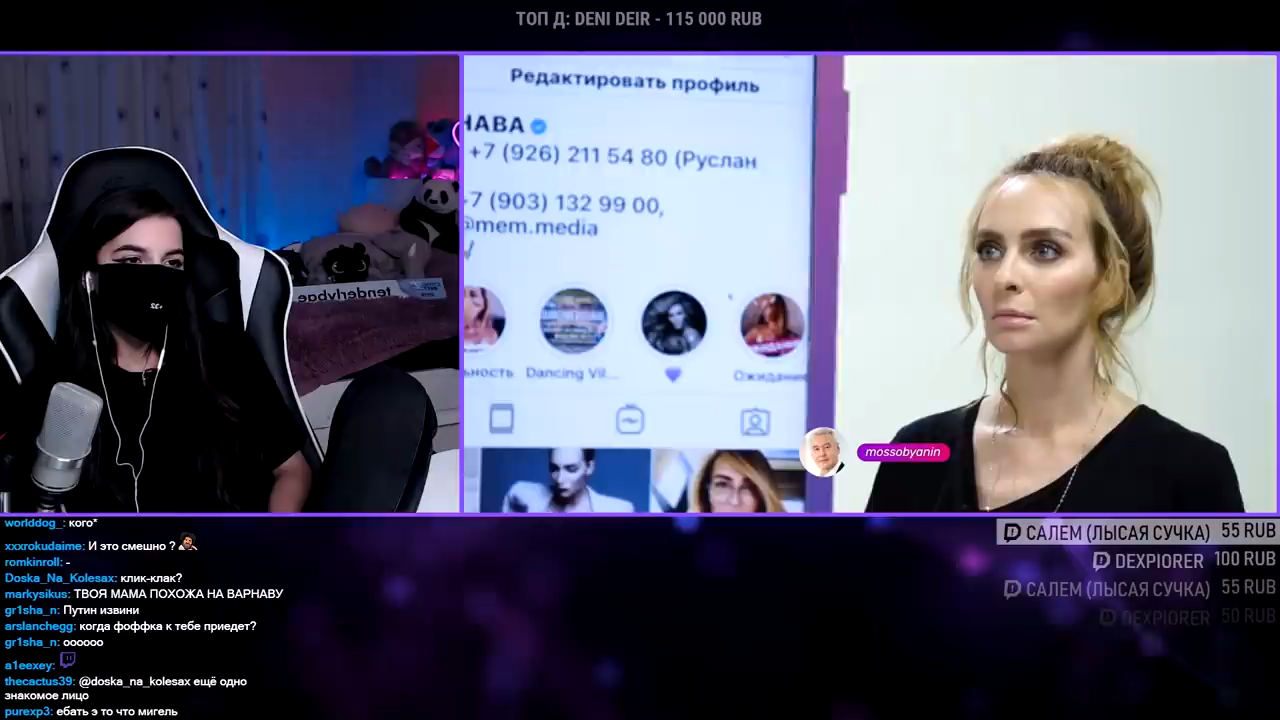 ТОП Д: DENI DEIR - 115 000 RUB
Редактировать профиль
НАВА
+7 (926) 211 54 80 (Руслан
+7 (903) 132 99 00,
@mem.media
ьность
Dancing Vil...
Ожидание
tenderlybae
mossobyanin
worlddog_: кого*
xxxrokudaime: И это смешно ?
romkinroll: -
Doska_Na_Kolesax: клик-клак?
markysikus: ТВОЯ МАМА ПОХОЖА НА ВАРНАВУ
gr1sha_n: Путин извини
arslanchegg: когда фоффка к тебе приедет?
gr1sha_n: оооооо
a1eexey:
thecactus39: @doska_na_kolesax ещё одно
знакомое лицо
purexp3: ебать э то что мигель
САЛЕМ (ЛЫСАЯ СУЧКА) 55 RUB
DEXPIORER 100 RUB
САЛЕМ (ЛЫСАЯ СУЧКА) 55 RUB
DEXPIORER 50 RUB